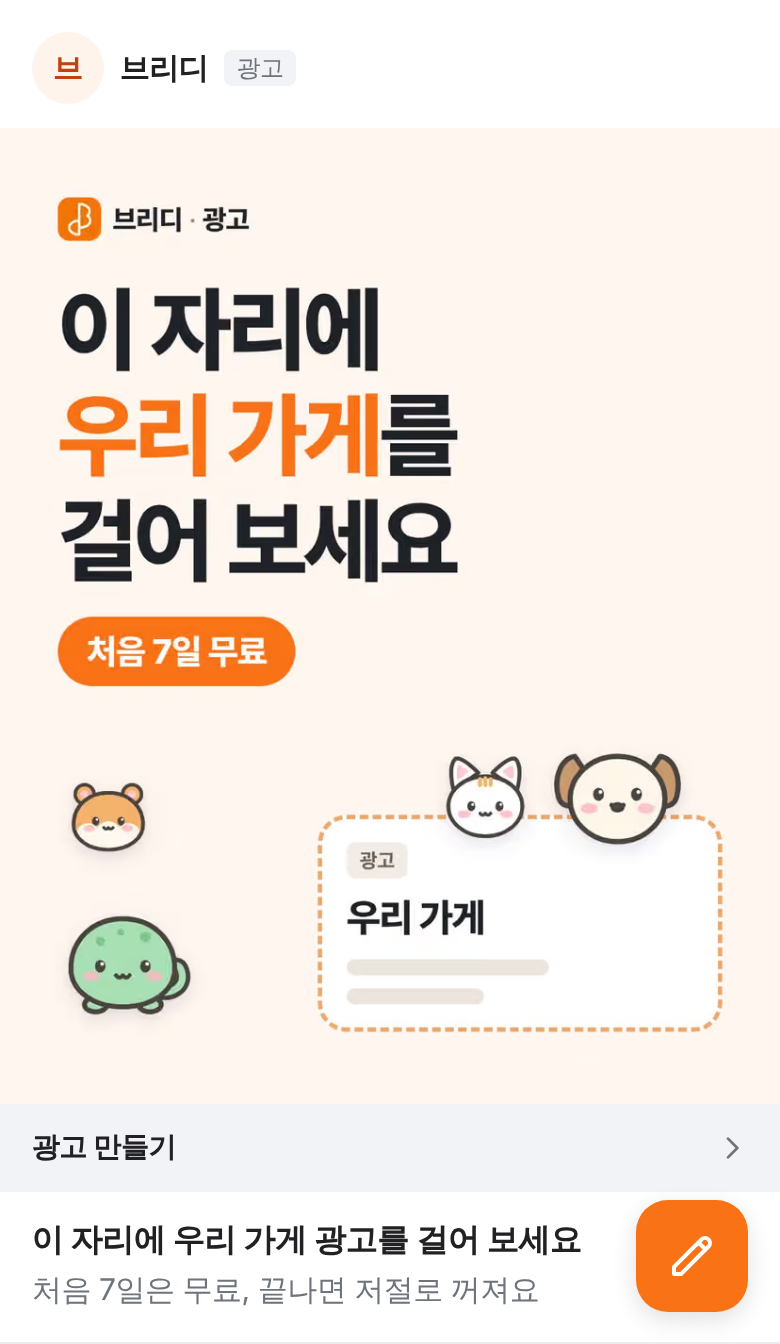 브 브리디 광고
브리디 · 광고
이 자리에
우리 가게를
걸어 보세요
처음 7일 무료
광고
우리 가게
광고 만들기
이 자리에 우리 가게 광고를 걸어 보세요
처음 7일은 무료, 끝나면 저절로 꺼져요